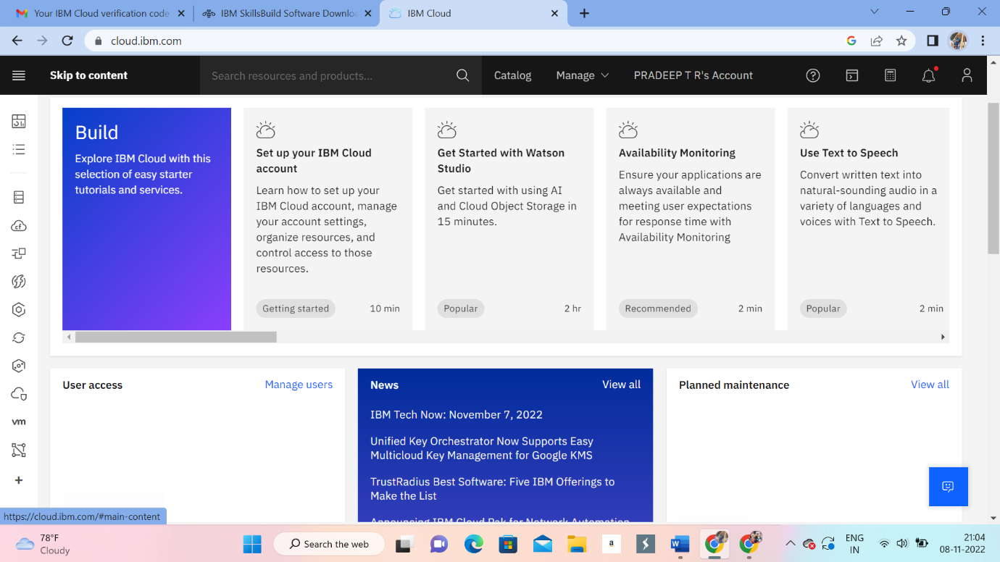 Your IBM Cloud verification code
IBM SkillsBuild Software Downloa
IBM Cloud
cloud.ibm.com
Skip to content
Search resources and products...
Catalog
Manage
PRADEEP T R's Account
Build
Explore IBM Cloud with this
selection of easy starter
tutorials and services.
Set up your IBM Cloud
account
Learn how to set up your
IBM Cloud account, manage
your account settings,
organize resources, and
control access to those
resources.
Getting started
10 min
Get Started with Watson
Studio
Get started with using AI
and Cloud Object Storage in
15 minutes.
Popular
2 hr
Availability Monitoring
Ensure your applications are
always available and
meeting user expectations
for response time with
Availability Monitoring
Recommended
2 min
Use Text to Speech
Convert written text into
natural-sounding audio in a
variety of languages and
voices with Text to Speech.
Popular
2 min
User access
Manage users
News
View all
IBM Tech Now: November 7, 2022
Unified Key Orchestrator Now Supports Easy
Multicloud Key Management for Google KMS
TrustRadius Best Software: Five IBM Offerings to
Make the List
Announcing IBM Cloud Pak for Network Automation
Planned maintenance
View all
vm
https://cloud.ibm.com/#main-content
78°F
Cloudy
Search the web
ENG
IN
21:04
08-11-2022